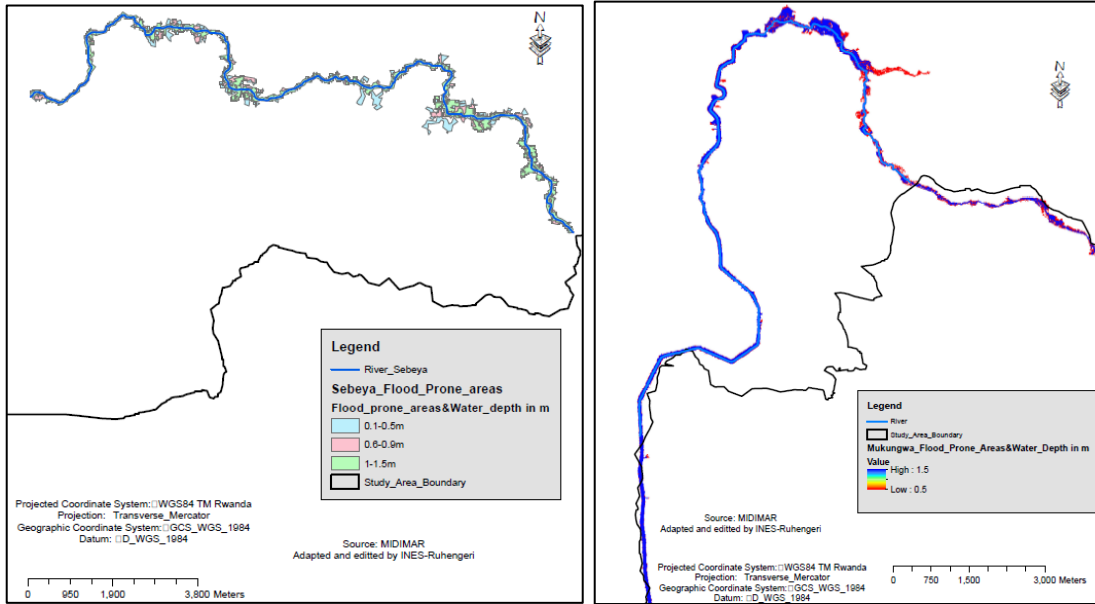 N
Legend
River_Sebeya
Sebeya_Flood_Prone_areas
Flood_prone_areas&Water_depth in m
0.1-0.5m
0.6-0.9m
1-1.5m
Study_Area_Boundary
Projected Coordinate System:□WGS84 TM Rwanda
Projection: Transverse_Mercator
Geographic Coordinate System:□GCS_WGS_1984
Datum: □D_WGS_1984
Source: MIDIMAR
Adapted and editted by INES-Ruhengeri
0 950 1,900 3,800 Meters
N
Legend
River
Study_Area_Boundary
Mukungwa_Flood_Prone_Areas&Water_Depth in m
Value
High : 1.5
Low : 0.5
Source: MIDIMAR
Adapted and editted by INES-Ruhengeri
Projected Coordinate System:□WGS84 TM Rwanda
Projection: Transverse_Mercator
Geographic Coordinate System:□GCS_WGS_1984
Datum: □D_WGS_1984
0 750 1,500 3,000 Meters